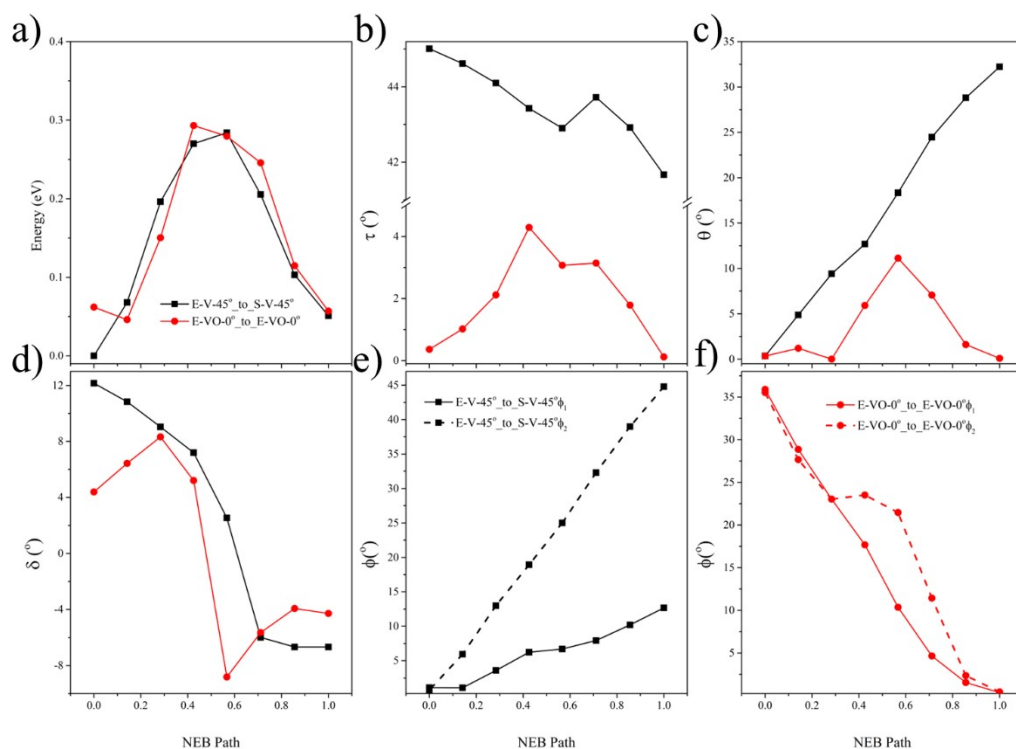 a)
b)
c)
0.4
0.3
0.2
0.1
0.0
Energy (eV)
E-V-45°_to_S-V-45°
E-VO-0°_to_E-VO-0°
44
42
4
2
0
τ (°)
35
30
25
20
15
10
5
0
θ (°)
d)
e)
f)
12
8
4
0
-4
-8
δ (°)
0.0 0.2 0.4 0.6 0.8 1.0
NEB Path
45
40
35
30
25
20
15
10
5
ϕ(°)
E-V-45°_to_S-V-45°ϕ₁
E-V-45°_to_S-V-45°ϕ₂
0.0 0.2 0.4 0.6 0.8 1.0
NEB Path
35
30
25
20
15
10
5
ϕ(°)
E-VO-0°_to_E-VO-0°ϕ₁
E-VO-0°_to_E-VO-0°ϕ₂
0.0 0.2 0.4 0.6 0.8 1.0
NEB Path